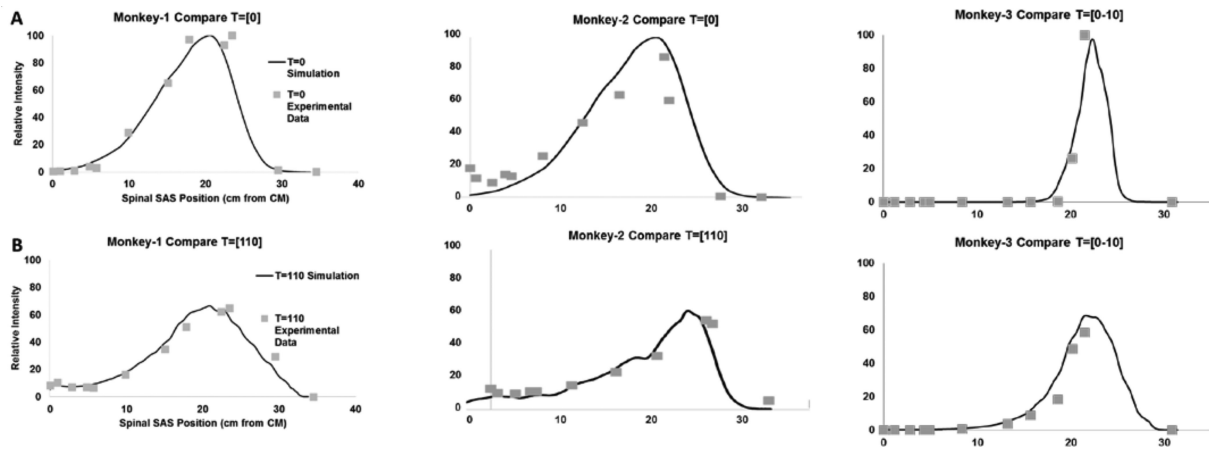 A
Monkey-1 Compare T=[0]
Relative Intensity
100
80
60
40
20
0
0 10 20 30 40
Spinal SAS Position (cm from CM)
T=0
Simulation
T=0
Experimental
Data
Monkey-2 Compare T=[0]
100
80
60
40
20
0
0 10 20 30
Monkey-3 Compare T=[0-10]
100
80
60
40
20
0
0 10 20 30
B
Monkey-1 Compare T=[110]
Relative Intensity
100
80
60
40
20
0
0 10 20 30 40
Spinal SAS Position (cm from CM)
T=110 Simulation
T=110
Experimental
Data
Monkey-2 Compare T=[110]
100
80
60
40
20
0
0 10 20 30
Monkey-3 Compare T=[0-10]
100
80
60
40
20
0
0 10 20 30